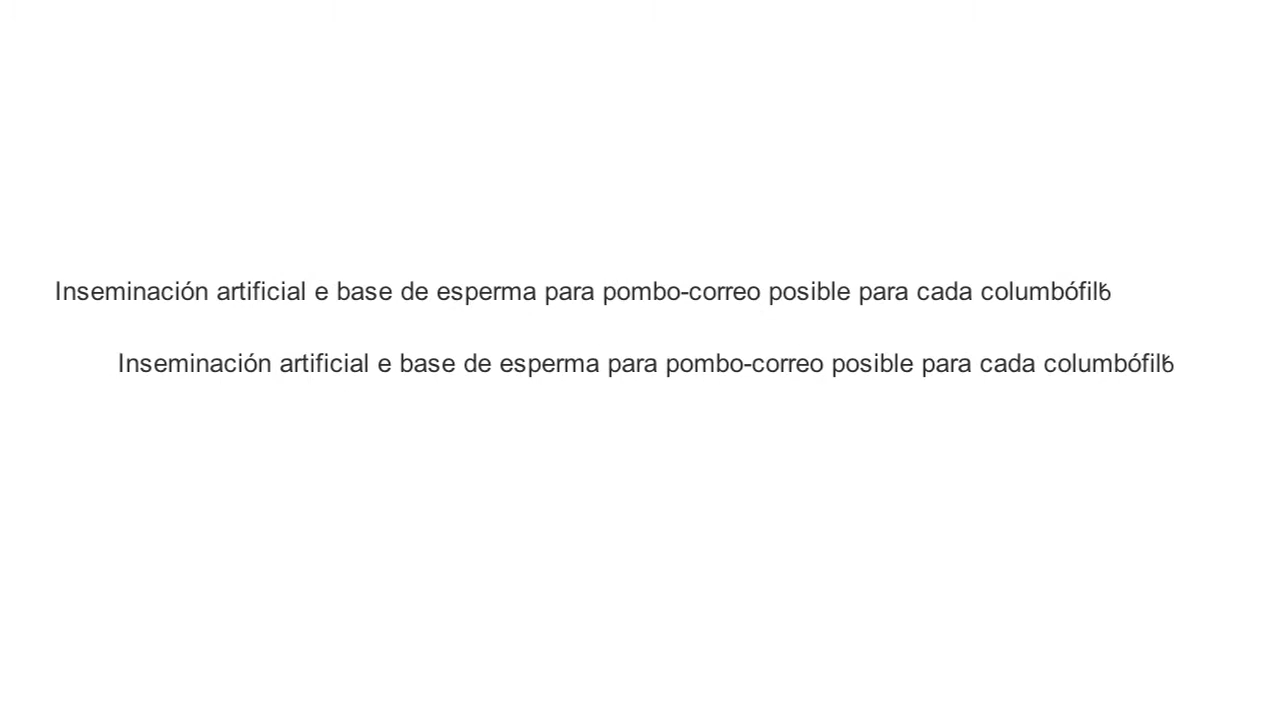 Inseminación artificial e base de esperma para pombo-correo posible para cada
Inseminación artificial e base de esperma para pombo-correo posible para cada